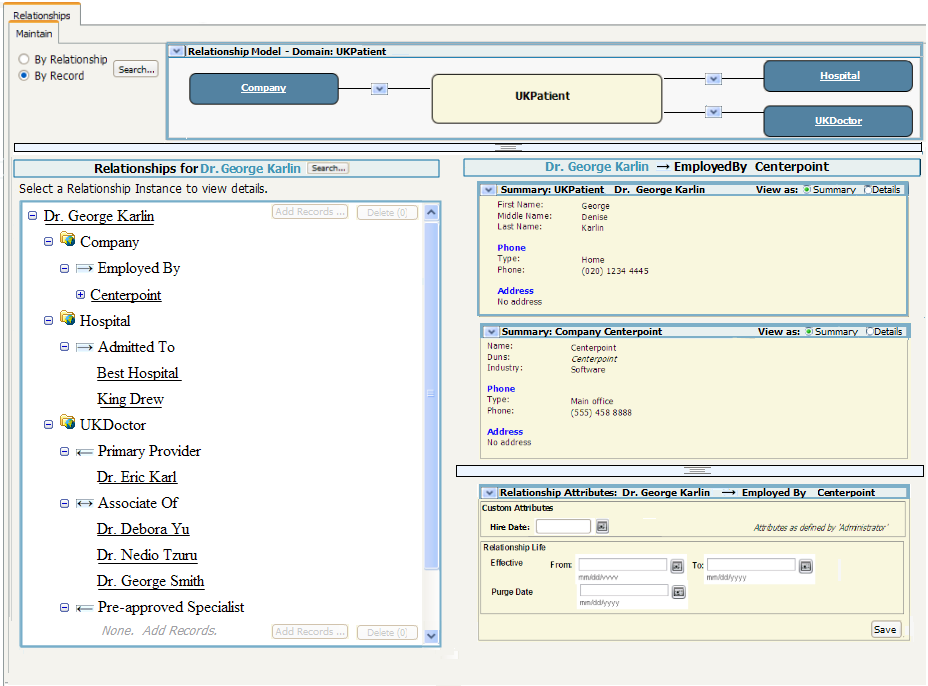 Relationships
Maintain
By Relationship
By Record
Search...
Relationship Model - Domain: UKPatient
Company
UKPatient
Hospital
UKDoctor
Relationships for Dr. George Karlin Search...
Select a Relationship Instance to view details.
Add Records ... Delete (0)
Dr. George Karlin
Company
Employed By
Centerpoint
Hospital
Admitted To
Best Hospital
King Drew
UKDoctor
Primary Provider
Dr. Eric Karl
Associate Of
Dr. Debora Yu
Dr. Nedio Tzuru
Dr. George Smith
Pre-approved Specialist
None. Add Records.
Add Records ... Delete (0)
Dr. George Karlin → EmployedBy Centerpoint
Summary: UKPatient Dr. George Karlin View as: Summary Details
First Name: George
Middle Name: Denise
Last Name: Karlin
Phone
Type: Home
Phone: (020) 1234 4445
Address
No address
Summary: Company Centerpoint View as: Summary Details
Name: Centerpoint
Duns: Centerpoint
Industry: Software
Phone
Type: Main office
Phone: (555) 458 8888
Address
No address
Relationship Attributes: Dr. George Karlin → Employed By Centerpoint
Custom Attributes
Hire Date:
Attributes as defined by 'Administrator'
Relationship Life
Effective From: To:
mm/dd/yyyy mm/dd/yyyy
Purge Date
mm/dd/yyyy
Save